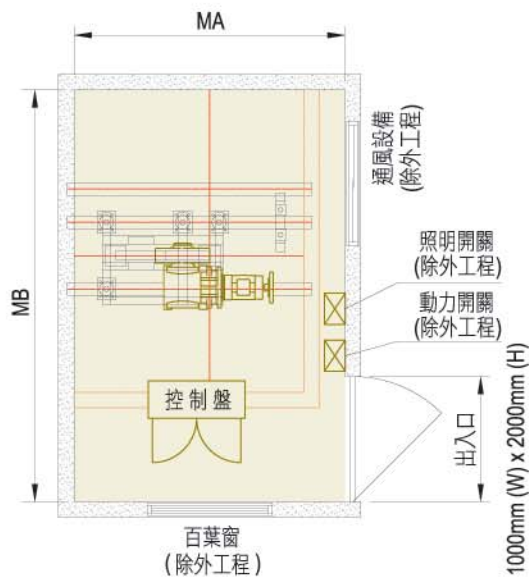 MA
MB
通風設備
(除外工程)
照明開關
(除外工程)
動力開關
(除外工程)
控制盤
出入口
1000mm (W) x 2000mm (H)
百葉窗
(除外工程)